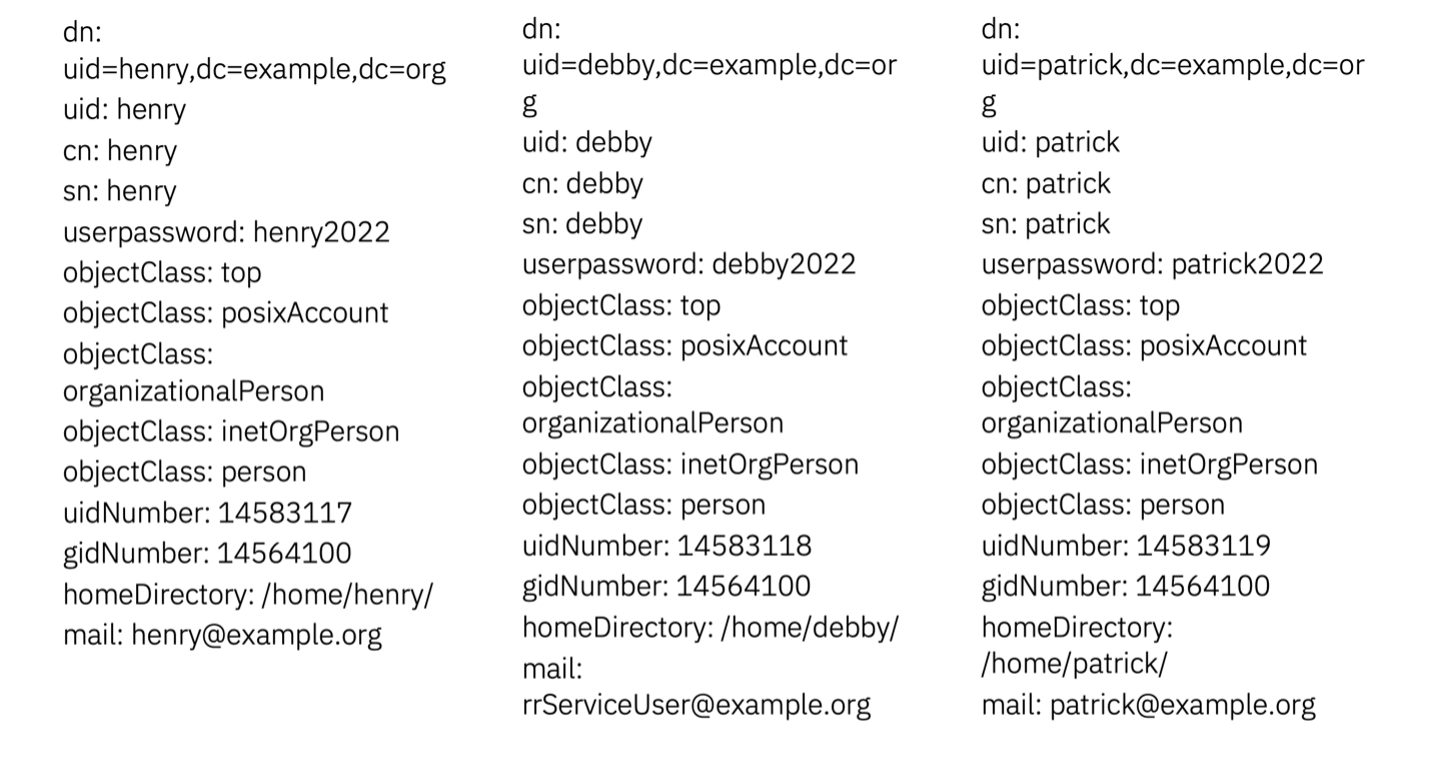 dn:
uid=henry,dc=example,dc=org
uid: henry
cn: henry
sn: henry
userpassword: henry2022
objectClass: top
objectClass: posixAccount
objectClass:
organizationalPerson
objectClass: inetOrgPerson
objectClass: person
uidNumber: 14583117
gidNumber: 14564100
homeDirectory: /home/henry/
mail: henry@example.org
dn:
uid=debby,dc=example,dc=or
g
uid: debby
cn: debby
sn: debby
userpassword: debby2022
objectClass: top
objectClass: posixAccount
objectClass:
organizationalPerson
objectClass: inetOrgPerson
objectClass: person
uidNumber: 14583118
gidNumber: 14564100
homeDirectory: /home/debby/
mail:
rrServiceUser@example.org
dn:
uid=patrick,dc=example,dc=or
g
uid: patrick
cn: patrick
sn: patrick
userpassword: patrick2022
objectClass: top
objectClass: posixAccount
objectClass:
organizationalPerson
objectClass: inetOrgPerson
objectClass: person
uidNumber: 14583119
gidNumber: 14564100
homeDirectory:
/home/patrick/
mail: patrick@example.org